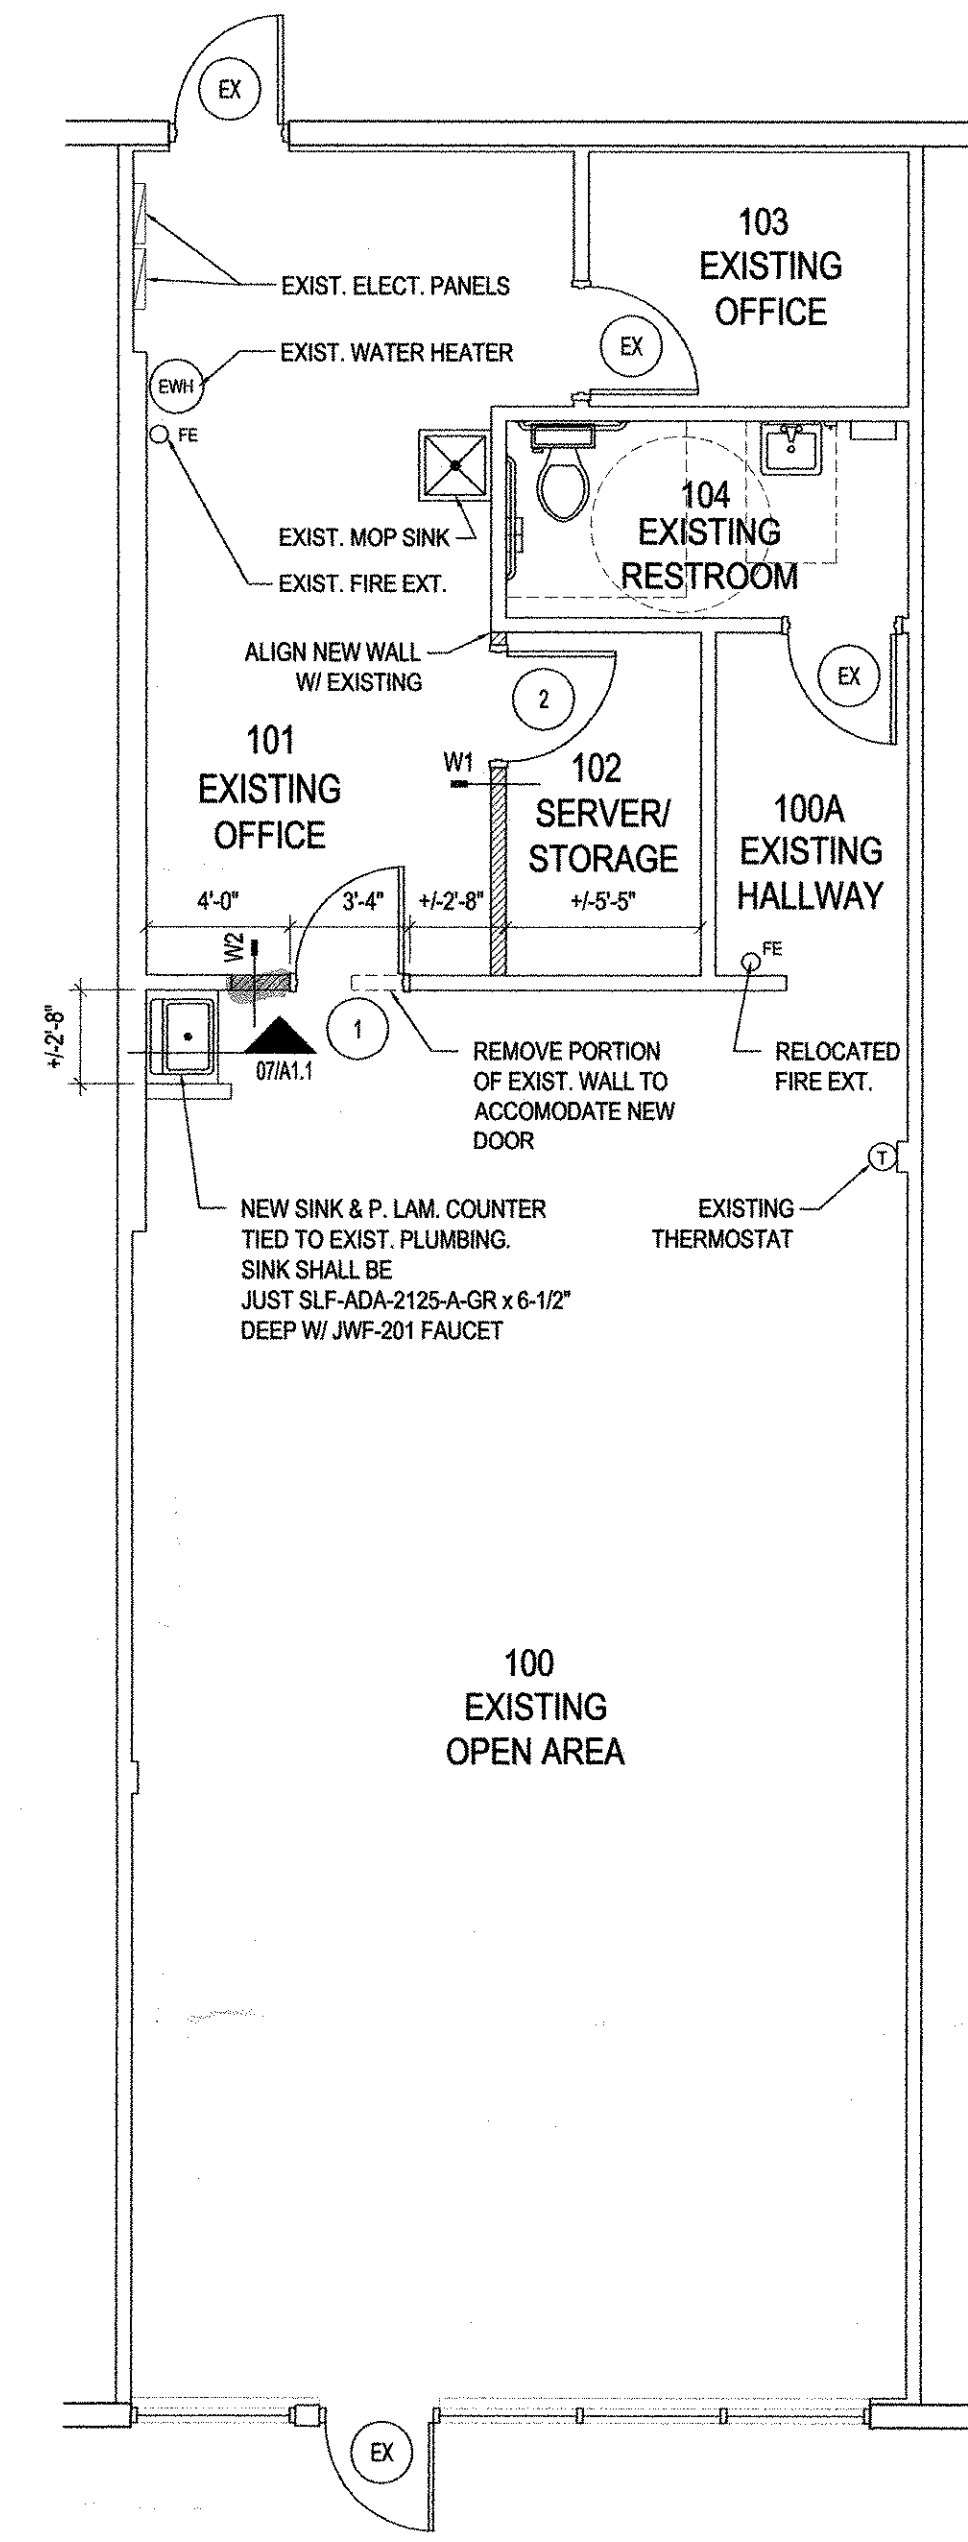 EX
103
EXISTING
OFFICE
EXIST. ELECT. PANELS
EXIST. WATER HEATER
EX
EWH
FE
104
EXISTING
RESTROOM
EXIST. MOP SINK
EXIST. FIRE EXT.
ALIGN NEW WALL
W/ EXISTING
EX
2
101
EXISTING
OFFICE
W1
102
SERVER/
STORAGE
100A
EXISTING
HALLWAY
4'-0"
3'-4"
+/-2'-8"
+/-5'-5"
W2
FE
+/-2'-8"
1
07/A1.1
REMOVE PORTION
OF EXIST. WALL TO
ACCOMODATE NEW
DOOR
RELOCATED
FIRE EXT.
T
EXISTING
THERMOSTAT
NEW SINK & P. LAM. COUNTER
TIED TO EXIST. PLUMBING.
SINK SHALL BE
JUST SLF-ADA-2125-A-GR x 6-1/2"
DEEP W/ JWF-201 FAUCET
100
EXISTING
OPEN AREA
EX